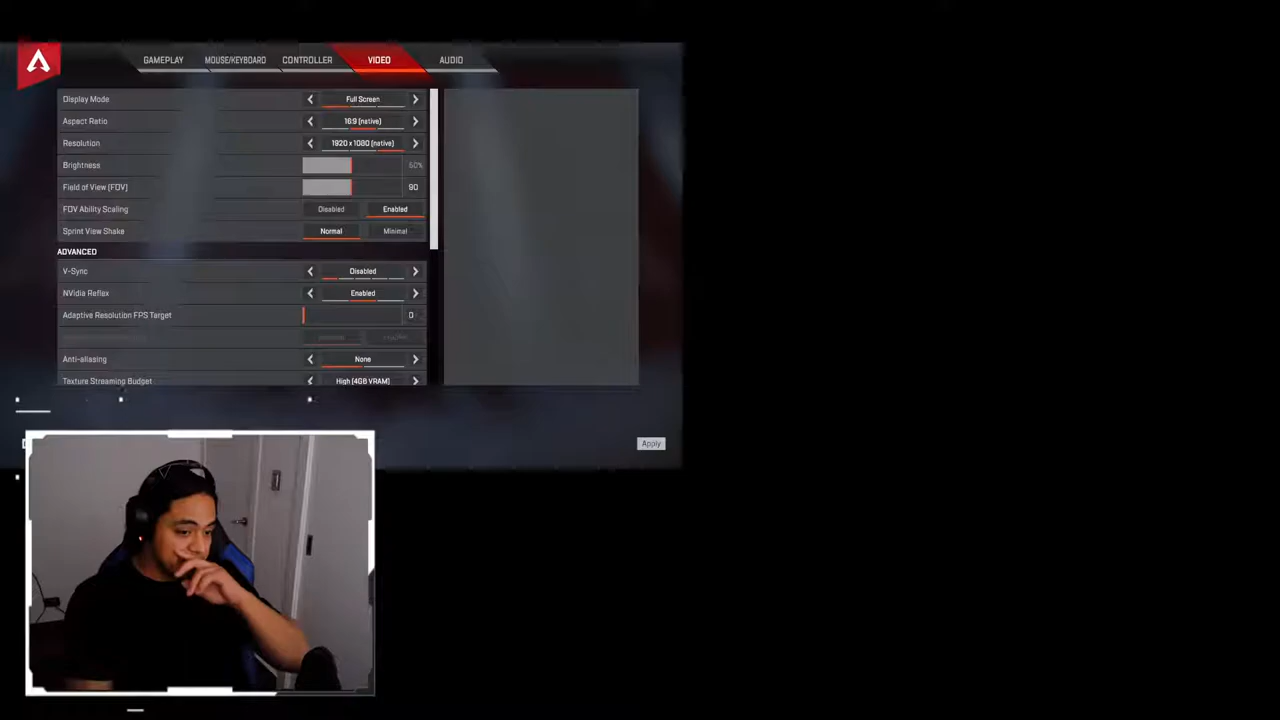 GAMEPLAY MOUSE/KEYBOARD CONTROLLER VIDEO AUDIO
Display Mode Full Screen
Aspect Ratio 16:9 (native)
Resolution 1920 x 1080 (native)
Brightness 50%
Field of View (FOV) 90
FOV Ability Scaling Disabled Enabled
Sprint View Shake Normal Minimal
ADVANCED
V-Sync Disabled
NVidia Reflex Enabled
Adaptive Resolution FPS Target 0
Anti-aliasing None
Texture Streaming Budget High (4GB VRAM)
Apply